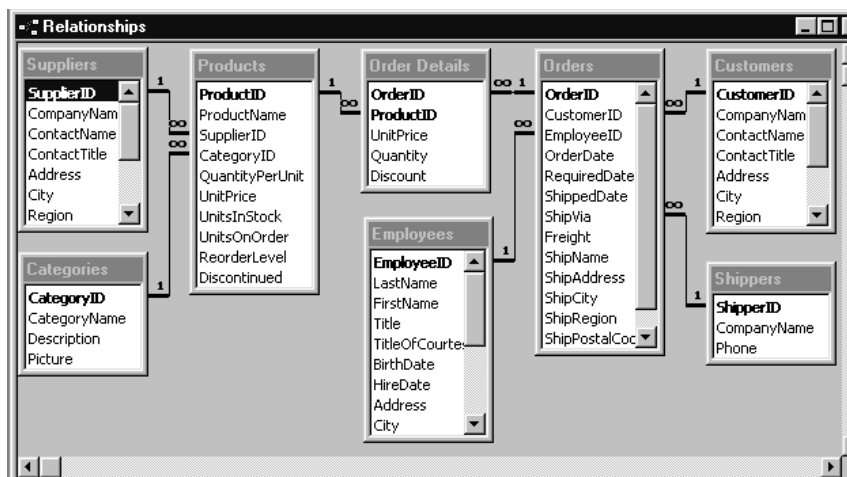 Relationships
Suppliers
SupplierID
CompanyNam
ContactName
ContactTitle
Address
City
Region
Categories
CategoryID
CategoryName
Description
Picture
Products
ProductID
ProductName
SupplierID
CategoryID
QuantityPerUnit
UnitPrice
UnitsInStock
UnitsOnOrder
ReorderLevel
Discontinued
Order Details
OrderID
ProductID
UnitPrice
Quantity
Discount
Employees
EmployeeID
LastName
FirstName
Title
TitleOfCourtes
BirthDate
HireDate
Address
City
Orders
OrderID
CustomerID
EmployeeID
OrderDate
RequiredDate
ShippedDate
ShipVia
Freight
ShipName
ShipAddress
ShipCity
ShipRegion
ShipPostalCoc
Customers
CustomerID
CompanyNam
ContactName
ContactTitle
Address
City
Region
Shippers
ShipperID
CompanyName
Phone
1
∞
∞
1
1
∞
∞
1
∞
1
∞
1
∞
1